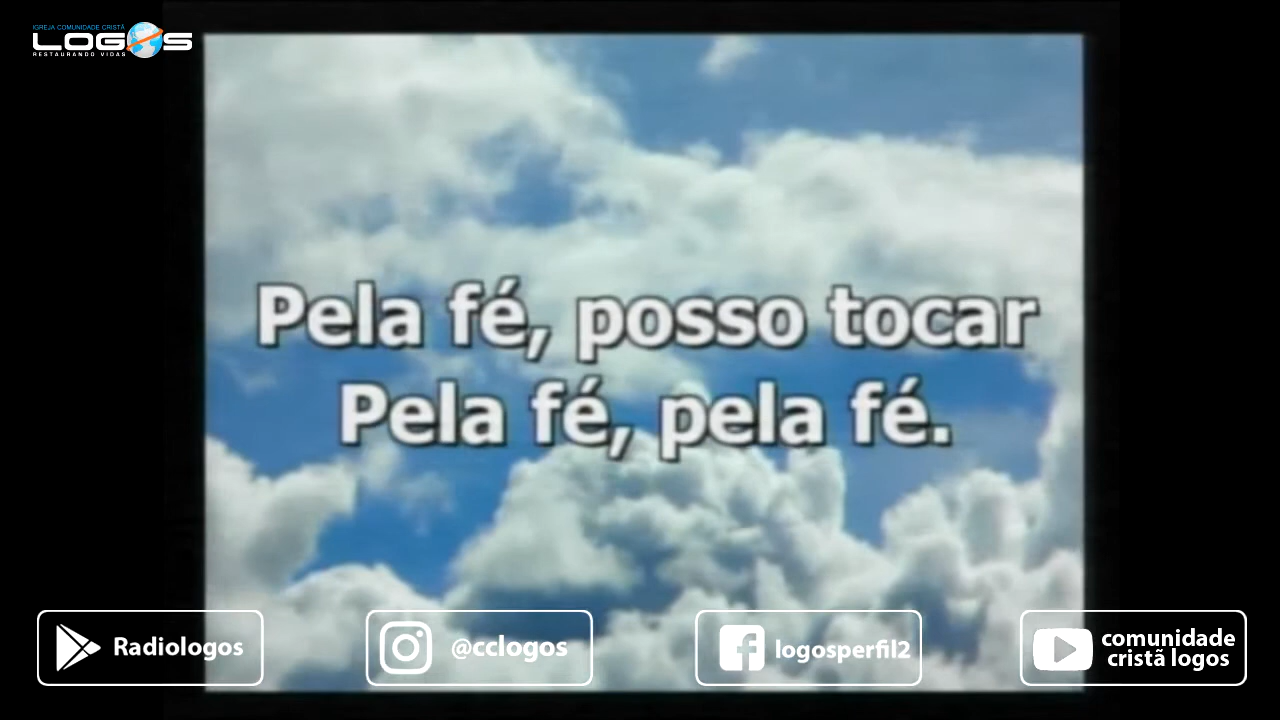 IGREJA COMUNIDADE CRISTÃ
LOGOS
RESTAURANDO VIDAS
Pela fé, posso tocar
Pela fé, pela fé.
Radiologos
@cclogos
logosperfil2
comunidade
cristã logos